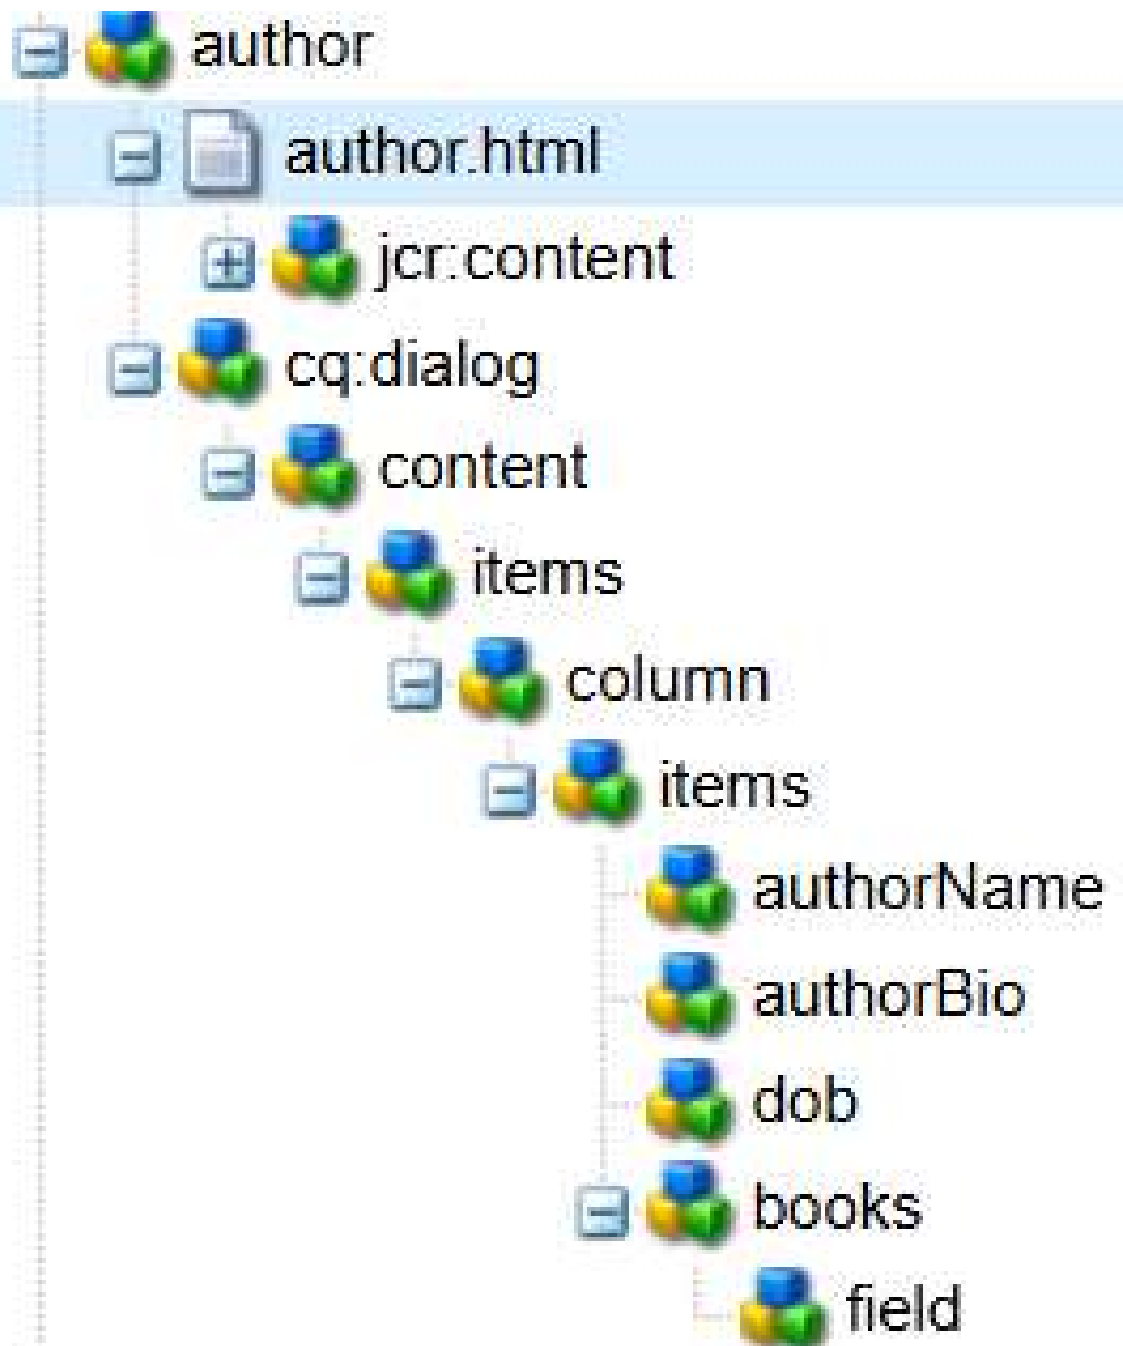 author
author.html
jcr:content
cq:dialog
content
items
column
items
authorName
authorBio
dob
books
field